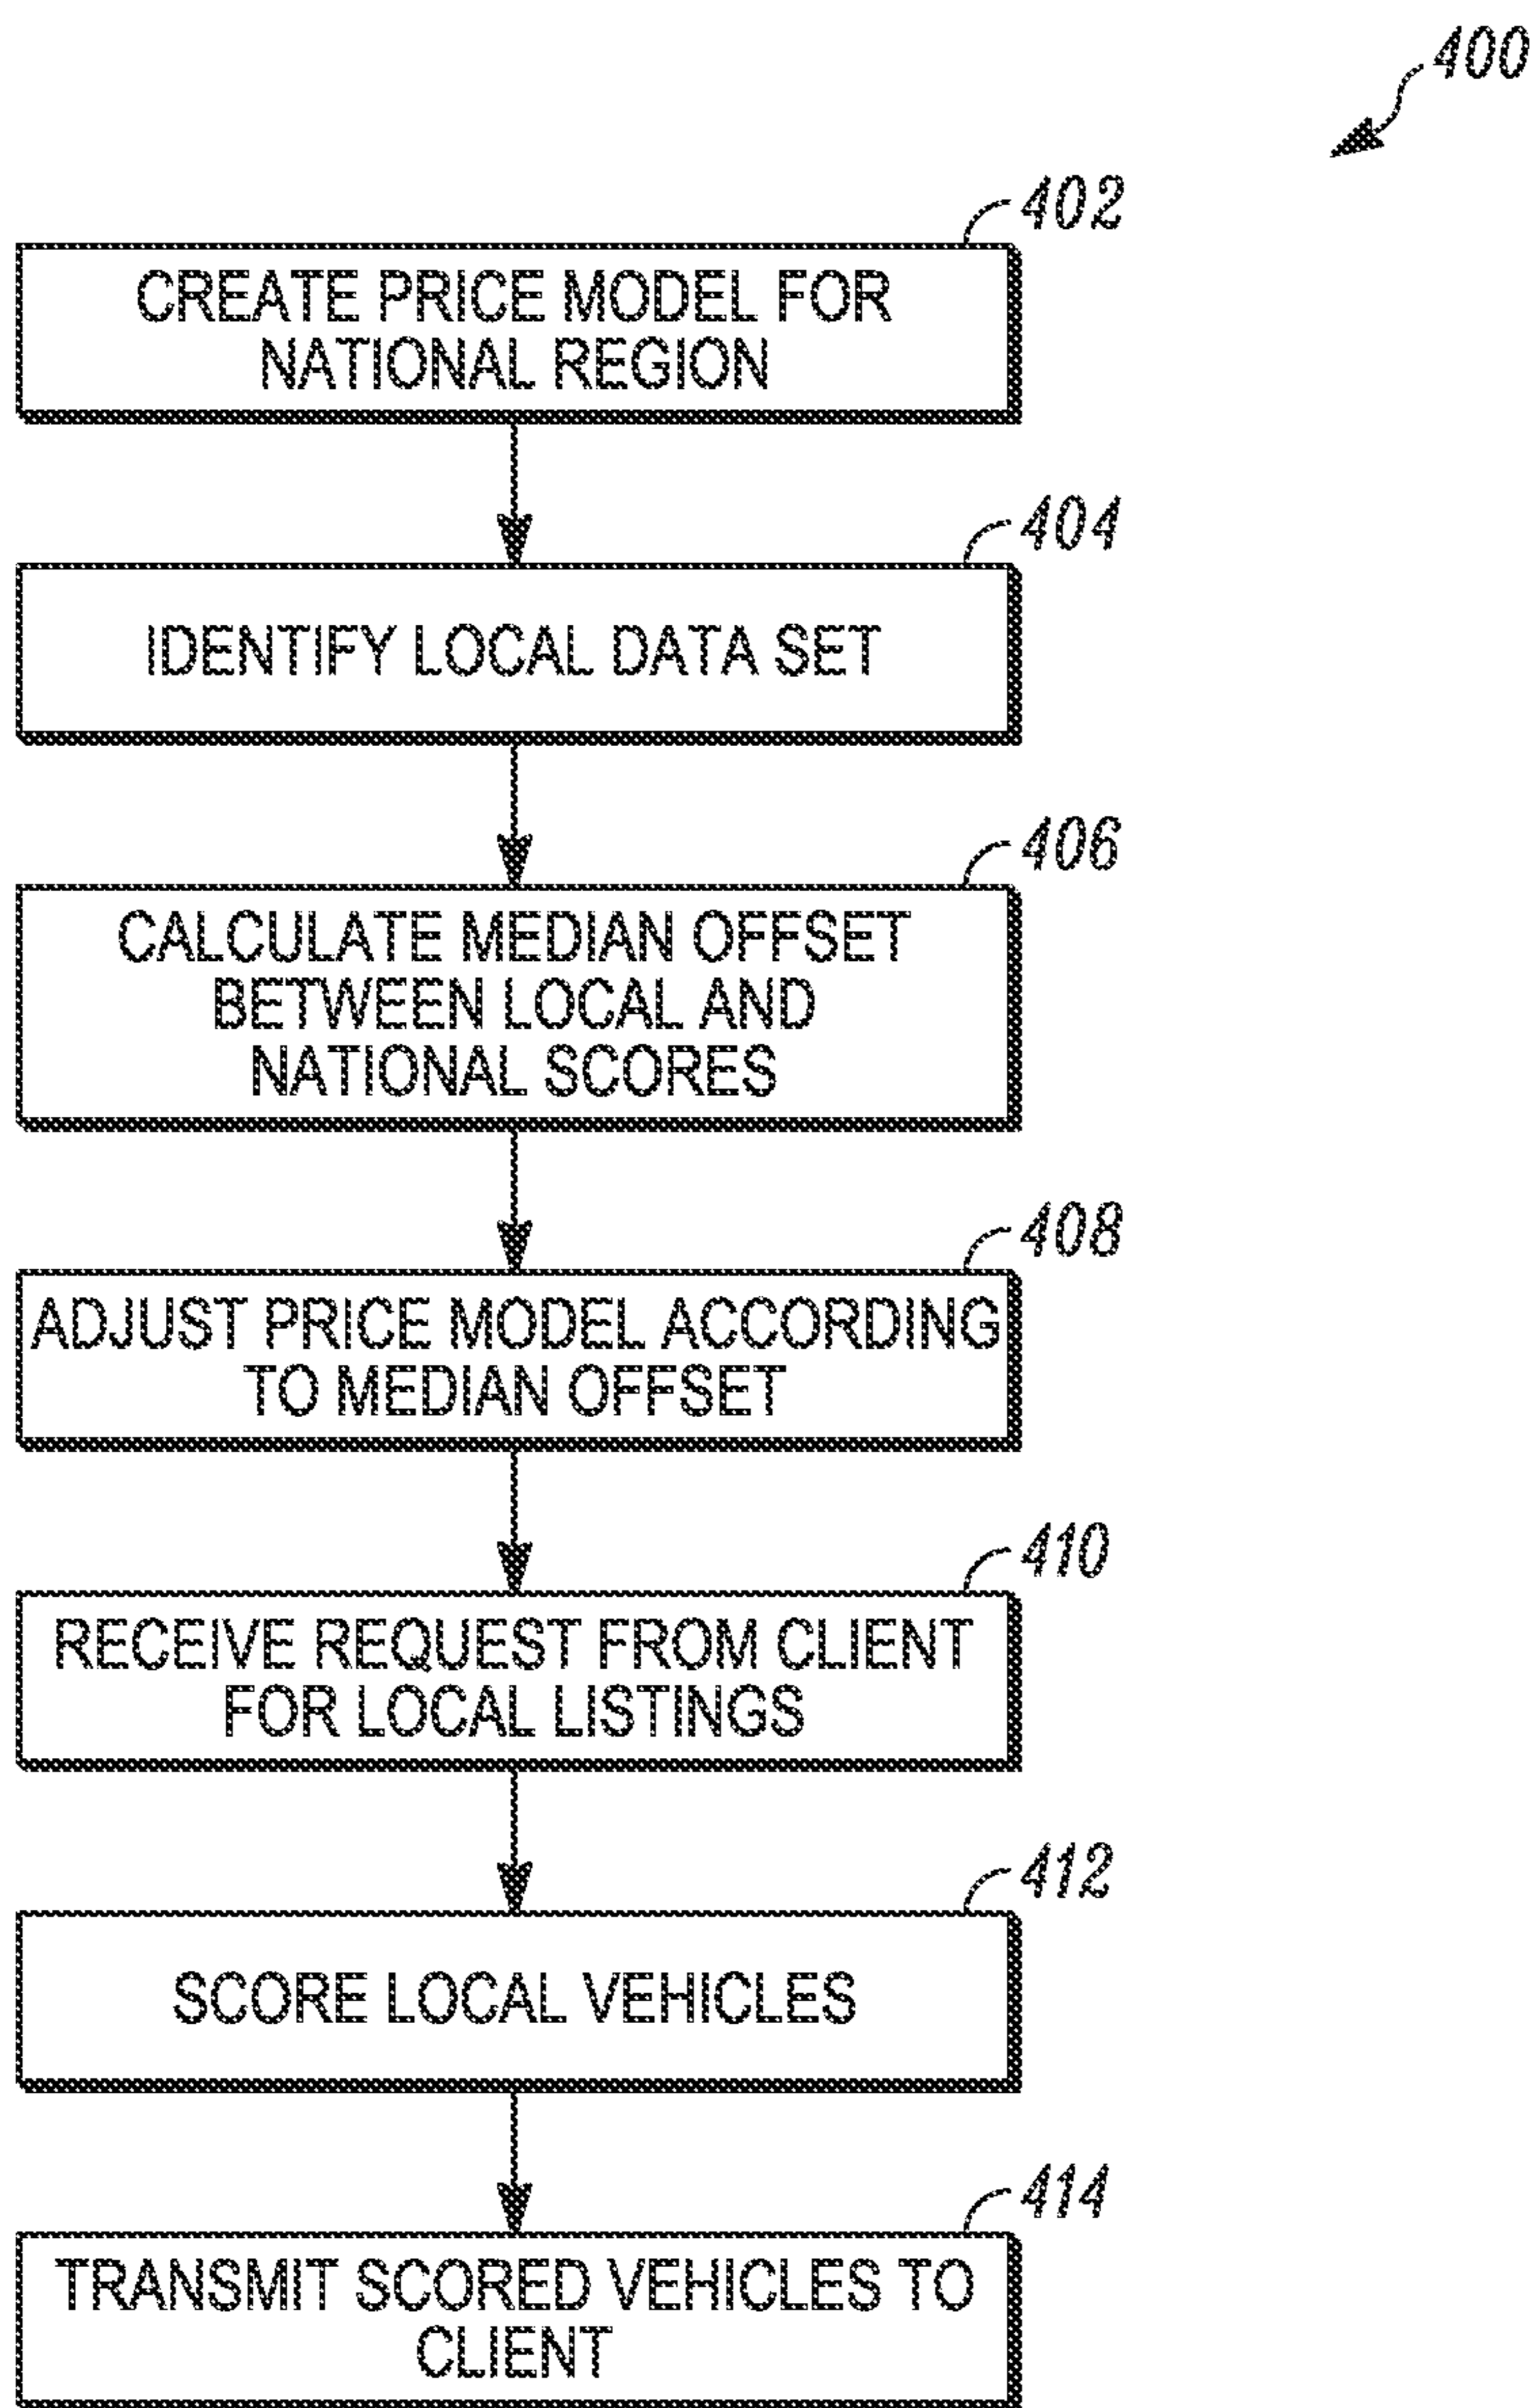 400
402
CREATE PRICE MODEL FOR
NATIONAL REGION
404
IDENTIFY LOCAL DATA SET
406
CALCULATE MEDIAN OFFSET
BETWEEN LOCAL AND
NATIONAL SCORES
408
ADJUST PRICE MODEL ACCORDING
TO MEDIAN OFFSET
410
RECEIVE REQUEST FROM CLIENT
FOR LOCAL LISTINGS
412
SCORE LOCAL VEHICLES
414
TRANSMIT SCORED VEHICLES TO
CLIENT